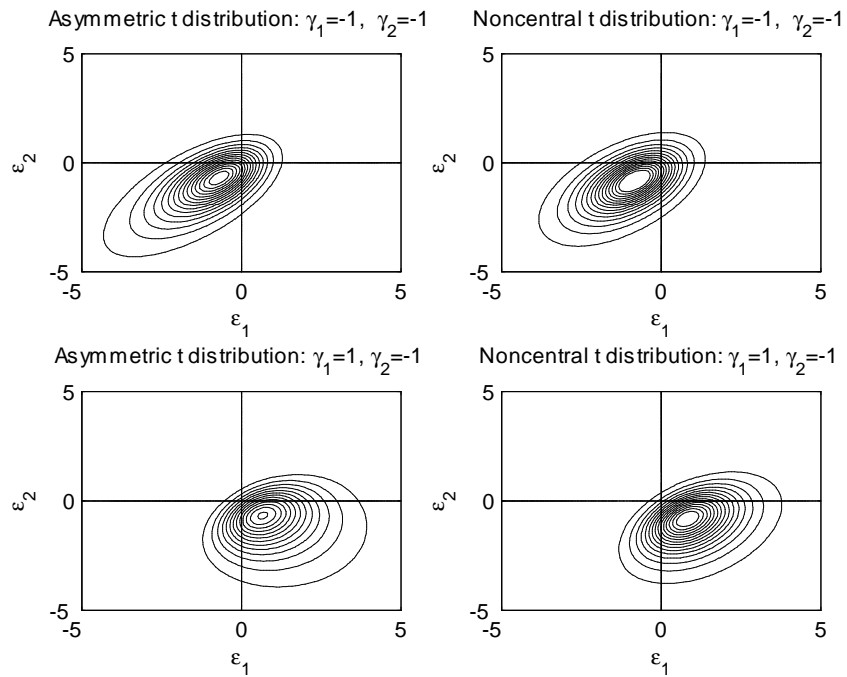 Asymmetric t distribution: γ1=-1, γ2=-1
Noncentral t distribution: γ1=-1, γ2=-1
5
0
-5
ε2
-5
0
5
ε1
5
0
-5
ε2
-5
0
5
ε1
Asymmetric t distribution: γ1=1, γ2=-1
Noncentral t distribution: γ1=1, γ2=-1
5
0
-5
ε2
-5
0
5
ε1
5
0
-5
ε2
-5
0
5
ε1